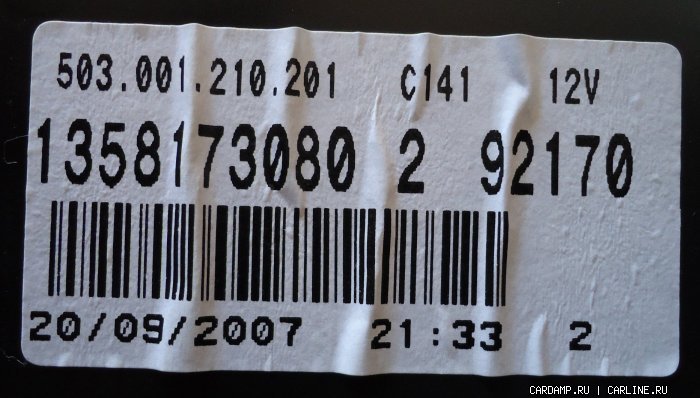 503.001.210.201 C141 12V
1358173080 2 92170
20/09/2007 21:33 2
CARDAMP.RU | CARLINE.RU